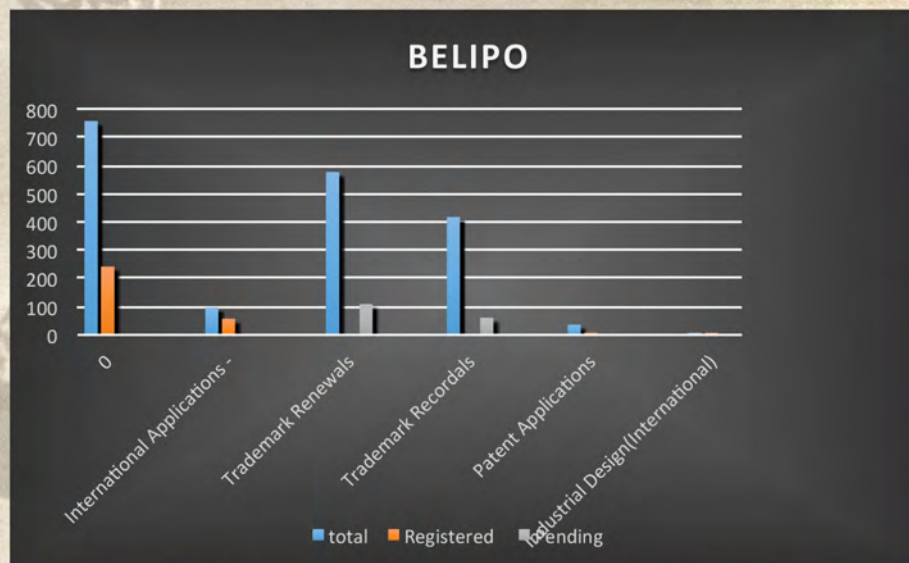 BELIPO
800
700
600
500
400
300
200
100
0
0
International Applications -
Trademark Renewals
Trademark Recordals
Patent Applications
Industrial Design(International)
total
Registered
Pending